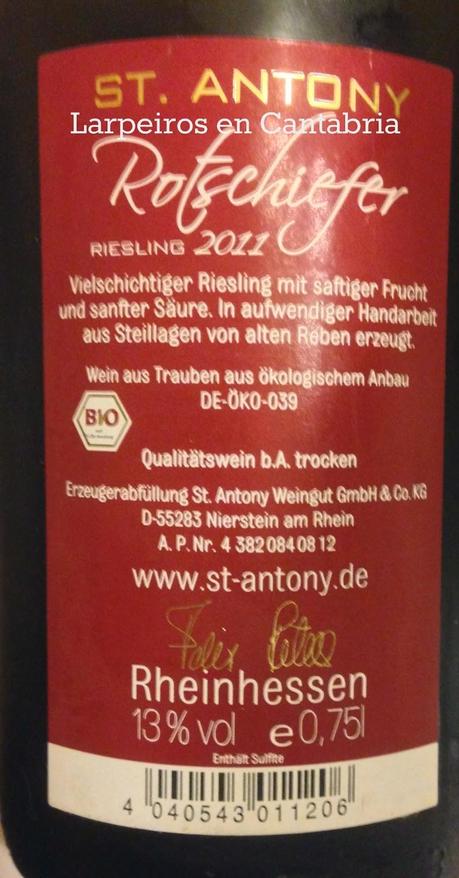 ST. ANTONY
Larpeiros en Cantabria
Rotschiefer
RIESLING 2011
Vielschichtiger Riesling mit saftiger Frucht
und sanfter Säure. In aufwendiger Handarbeit
aus Steillagen von alten Reben erzeugt.
Wein aus Trauben aus ökologischem Anbau
DE-ÖKO-039
BIO
Qualitätswein b.A. trocken
Erzeugerabfüllung St. Antony Weingut GmbH & Co. KG
D-55283 Nierstein am Rhein
A. P. Nr. 4 382 084 08 12
www.st-antony.de
Rheinhessen
13 % vol e 0,75l
Enthält Sulfite
4 040543 011206